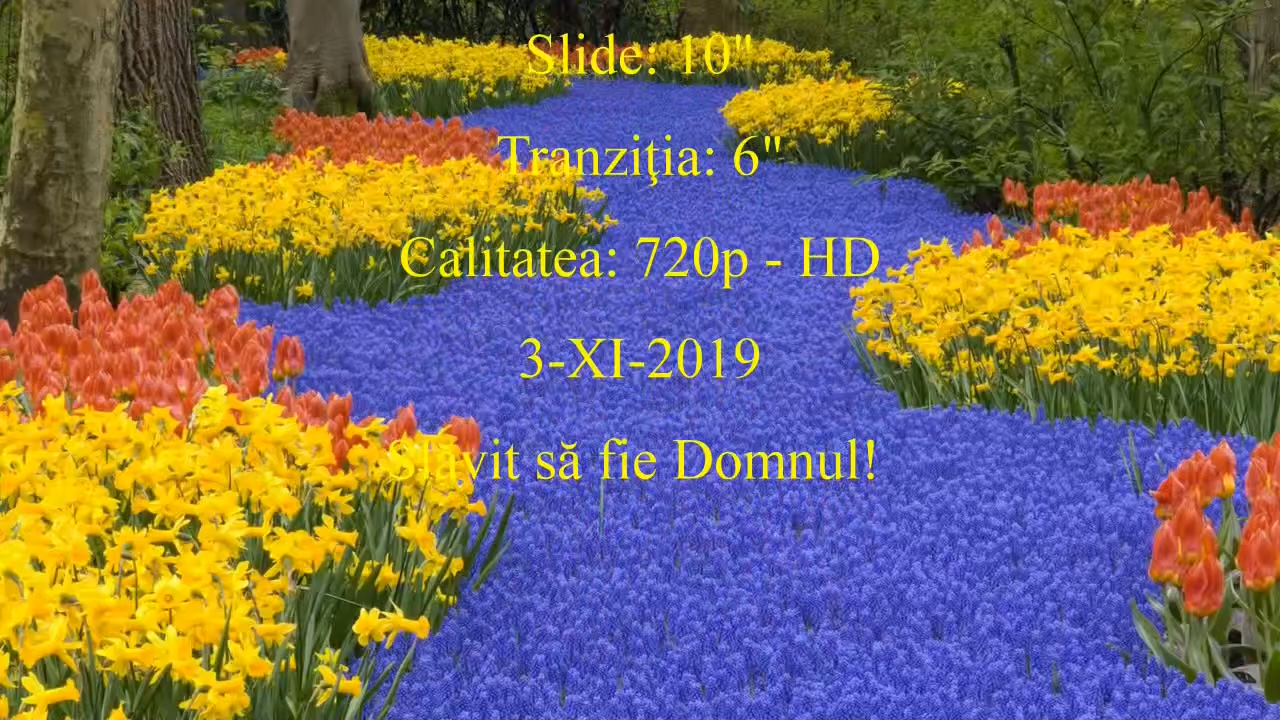 Slide: 10"
Tranziţia: 6"
Calitatea: 720p - HD
3-XI-2019
Slăvit să fie Domnul!